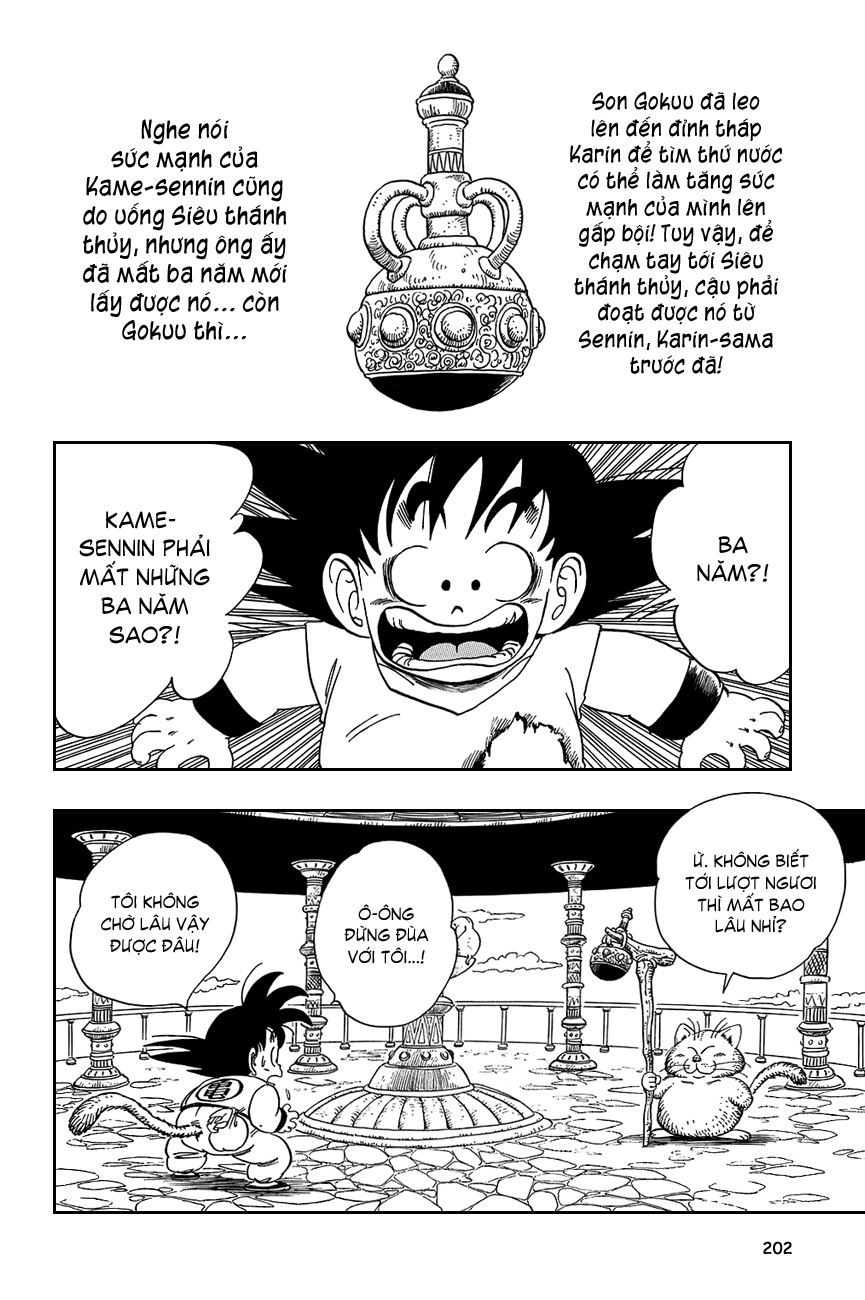 Son Gokuu đã leo
lên đến đỉnh tháp
Karin để tìm thứ nước
có thể làm tăng sức
mạnh của mình lên
gấp bội! Tuy vậy, để
chạm tay tới Siêu
thánh thủy, cậu phải
đoạt được nó từ
Sennin, Karin-sama
trước đã!
Nghe nói
sức mạnh của
Kame-sennin cũng
do uống Siêu thánh
thủy, nhưng ông ấy
đã mất ba năm mới
lấy được nó... còn
Gokuu thì...
BA
NĂM?!
KAME-
SENNIN PHẢI
MẤT NHỮNG
BA NĂM
SAO?!
Ừ. KHÔNG BIẾT
TỚI LƯỢT NGƯƠI
THÌ MẤT BAO
LÂU NHỈ?
Ô-ÔNG
ĐỪNG ĐÙA
VỚI TÔI...!
TÔI KHÔNG
CHỜ LÂU VẬY
ĐƯỢC ĐÂU!
亀
202